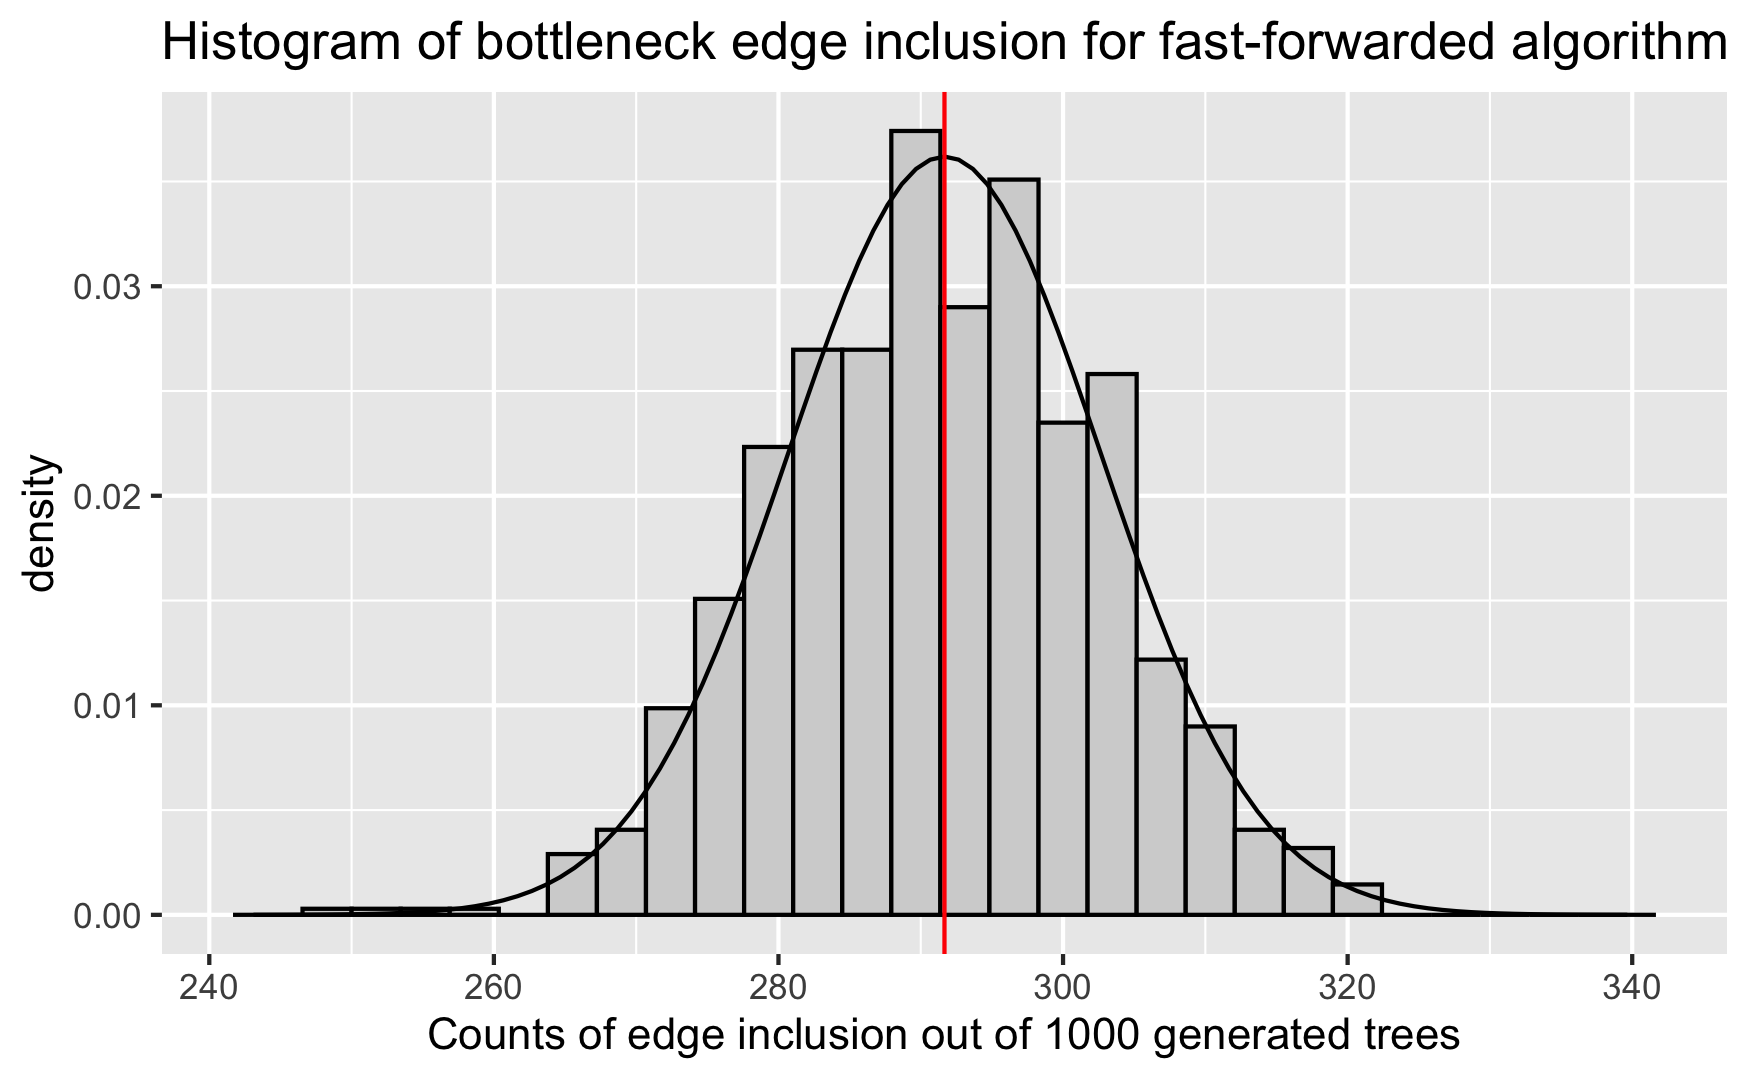 Histogram of bottleneck edge inclusion for fast-forwarded algorithm
density
0.03
0.02
0.01
0.00
240 260 280 300 320 340
Counts of edge inclusion out of 1000 generated trees